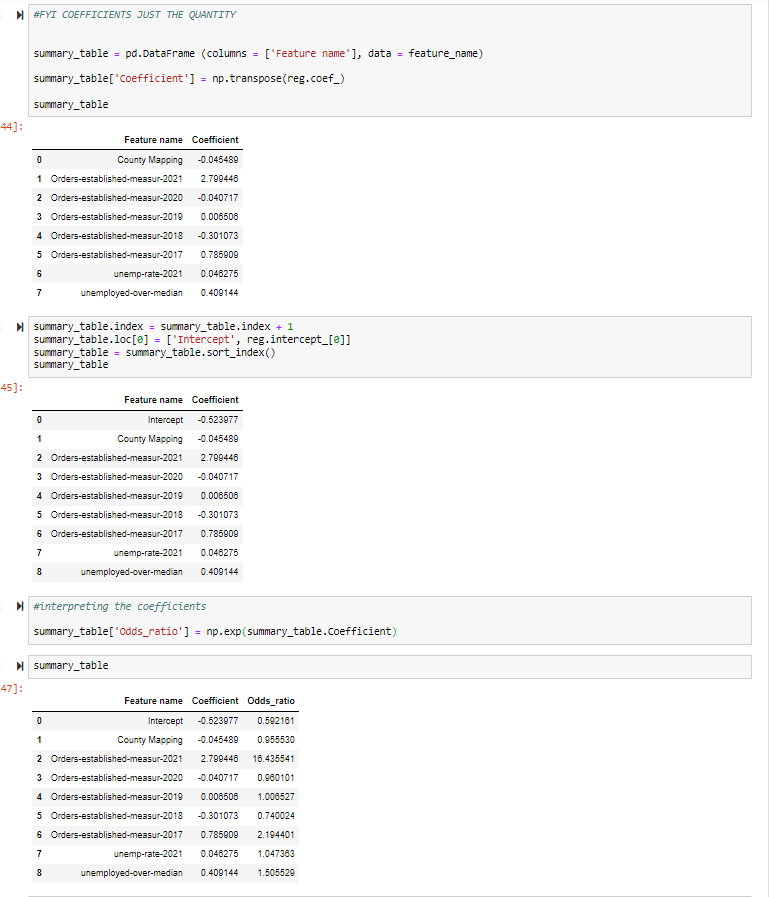 #FYI COEFFICIENTS JUST THE QUANTITY
summary_table = pd.DataFrame (columns = ['Feature name'], data = feature_name)
summary_table['Coefficient'] = np.transpose(reg.coef_)
summary_table
44]:
Feature name Coefficient
0 County Mapping -0.045489
1 Orders-established-measur-2021 2.799446
2 Orders-established-measur-2020 -0.040717
3 Orders-established-measur-2019 0.006506
4 Orders-established-measur-2018 -0.301073
5 Orders-established-measur-2017 0.785909
6 unemp-rate-2021 0.046275
7 unemployed-over-median 0.409144
summary_table.index = summary_table.index + 1
summary_table.loc[0] = ['Intercept', reg.intercept_[0]]
summary_table = summary_table.sort_index()
summary_table
45]:
Feature name Coefficient
0 Intercept -0.523977
1 County Mapping -0.045489
2 Orders-established-measur-2021 2.799446
3 Orders-established-measur-2020 -0.040717
4 Orders-established-measur-2019 0.006506
5 Orders-established-measur-2018 -0.301073
6 Orders-established-measur-2017 0.785909
7 unemp-rate-2021 0.046275
8 unemployed-over-median 0.409144
#interpreting the coefficients
summary_table['Odds_ratio'] = np.exp(summary_table.Coefficient)
summary_table
47]:
Feature name Coefficient Odds_ratio
0 Intercept -0.523977 0.592161
1 County Mapping -0.045489 0.955530
2 Orders-established-measur-2021 2.799446 16.435541
3 Orders-established-measur-2020 -0.040717 0.960101
4 Orders-established-measur-2019 0.006506 1.006527
5 Orders-established-measur-2018 -0.301073 0.740024
6 Orders-established-measur-2017 0.785909 2.194401
7 unemp-rate-2021 0.046275 1.047363
8 unemployed-over-median 0.409144 1.505529